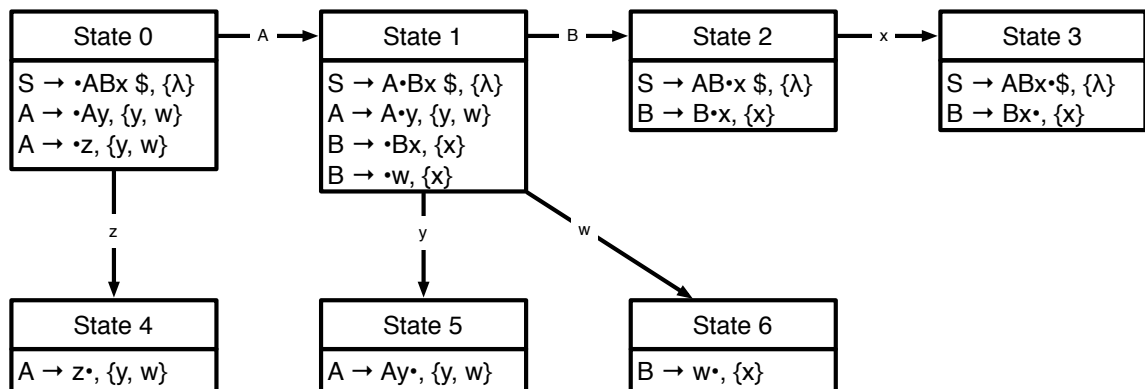 State 0
A
State 1
B
State 2
x
State 3
S → •ABx $, {λ}
A → •Ay, {y, w}
A → •z, {y, w}
S → A•Bx $, {λ}
A → A•y, {y, w}
B → •Bx, {x}
B → •w, {x}
S → AB•x $, {λ}
B → B•x, {x}
S → ABx•$, {λ}
B → Bx•, {x}
z
y
w
State 4
A → z•, {y, w}
State 5
A → Ay•, {y, w}
State 6
B → w•, {x}